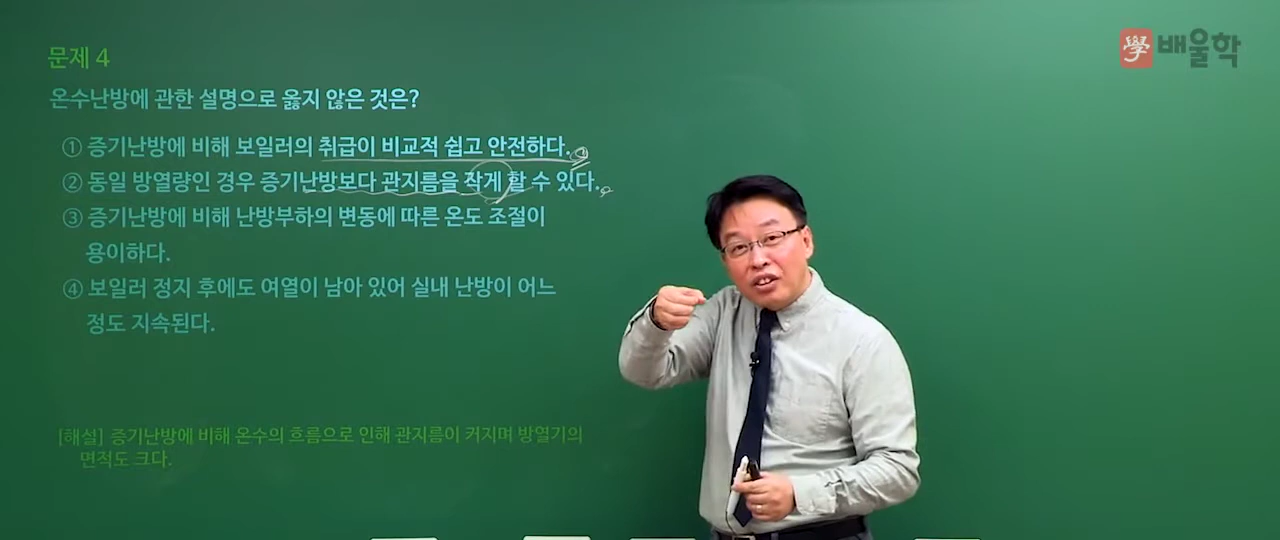 문제 4
學 배울학
온수난방에 관한 설명으로 옳지 않은 것은?
① 증기난방에 비해 보일러의 취급이 비교적 쉽고 안전하다.
② 동일 방열량인 경우 증기난방보다 관지름을 작게 할 수 있다.
③ 증기난방에 비해 난방부하의 변동에 따른 온도 조절이
용이하다.
④ 보일러 정지 후에도 여열이 남아 있어 실내 난방이 어느
정도 지속된다.
[해설] 증기난방에 비해 온수의 흐름으로 인해 관지름이 커지며 방열기의
면적도 크다.